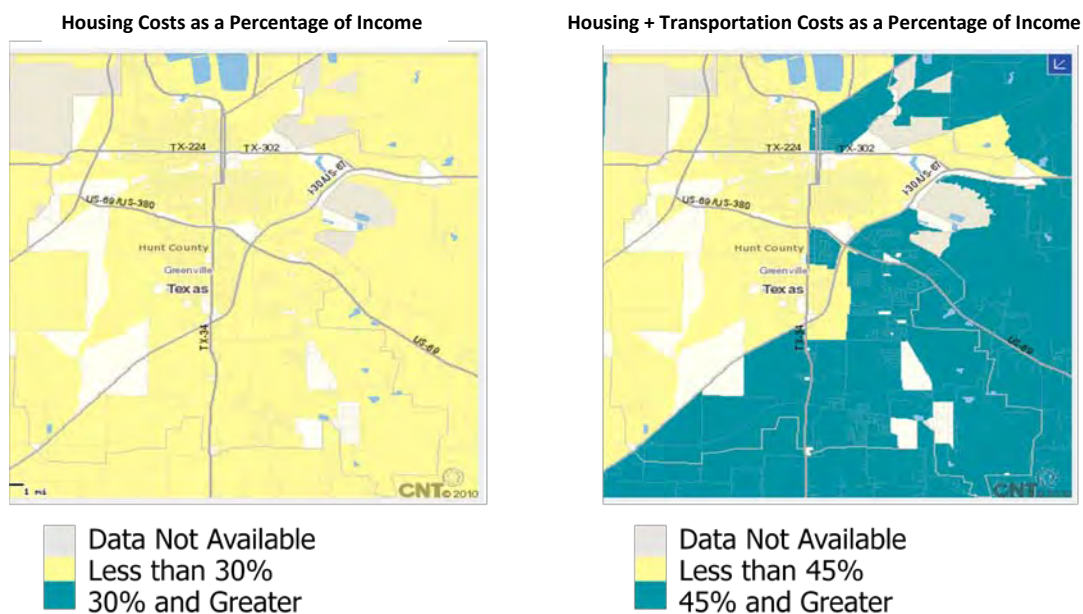 Housing Costs as a Percentage of Income
TX-224
TX-302
I-30/US-67
US-69/US-380
Hunt County
Greenville
Texas
TX-34
US-69
1 mi
CNT © 2010
Data Not Available
Less than 30%
30% and Greater
Housing + Transportation Costs as a Percentage of Income
TX-224
TX-302
I-30/US-67
US-69/US-380
Hunt County
Greenville
Texas
TX-34
US-69
CNT
Data Not Available
Less than 45%
45% and Greater